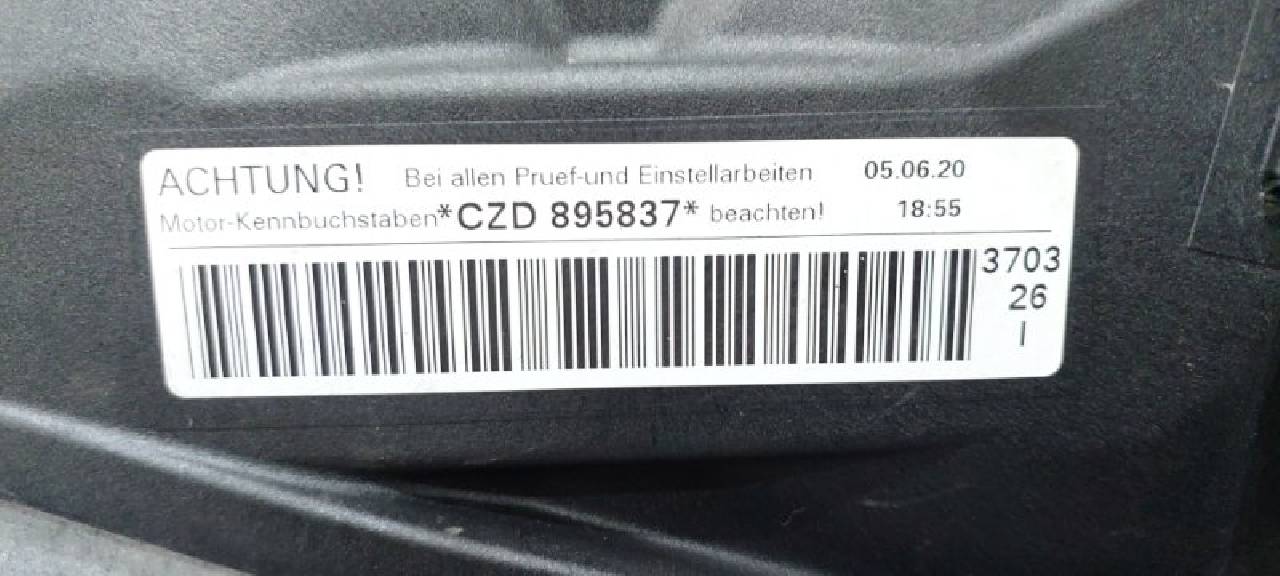 ACHTUNG! Bei allen Pruef-und Einstellarbeiten 05.06.20
Motor-Kennbuchstaben*CZD 895837* beachten! 18:55
3703
26
I